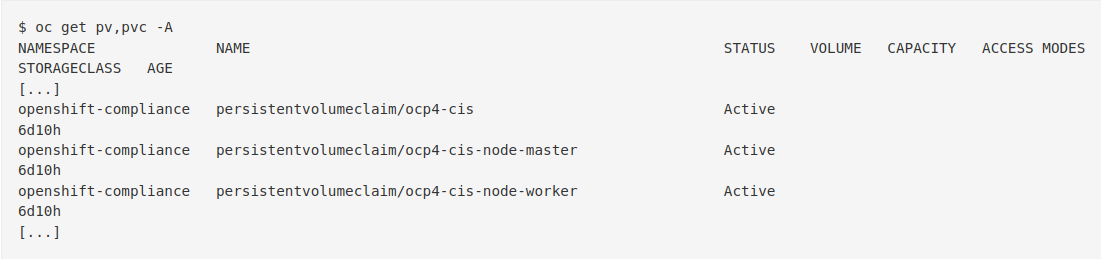 $ oc get pv,pvc -A
NAMESPACE              NAME                                                         STATUS    VOLUME   CAPACITY   ACCESS MODES
STORAGECLASS   AGE
[...]
openshift-compliance   persistentvolumeclaim/ocp4-cis                               Active
6d10h
openshift-compliance   persistentvolumeclaim/ocp4-cis-node-master                   Active
6d10h
openshift-compliance   persistentvolumeclaim/ocp4-cis-node-worker                   Active
6d10h
[...]